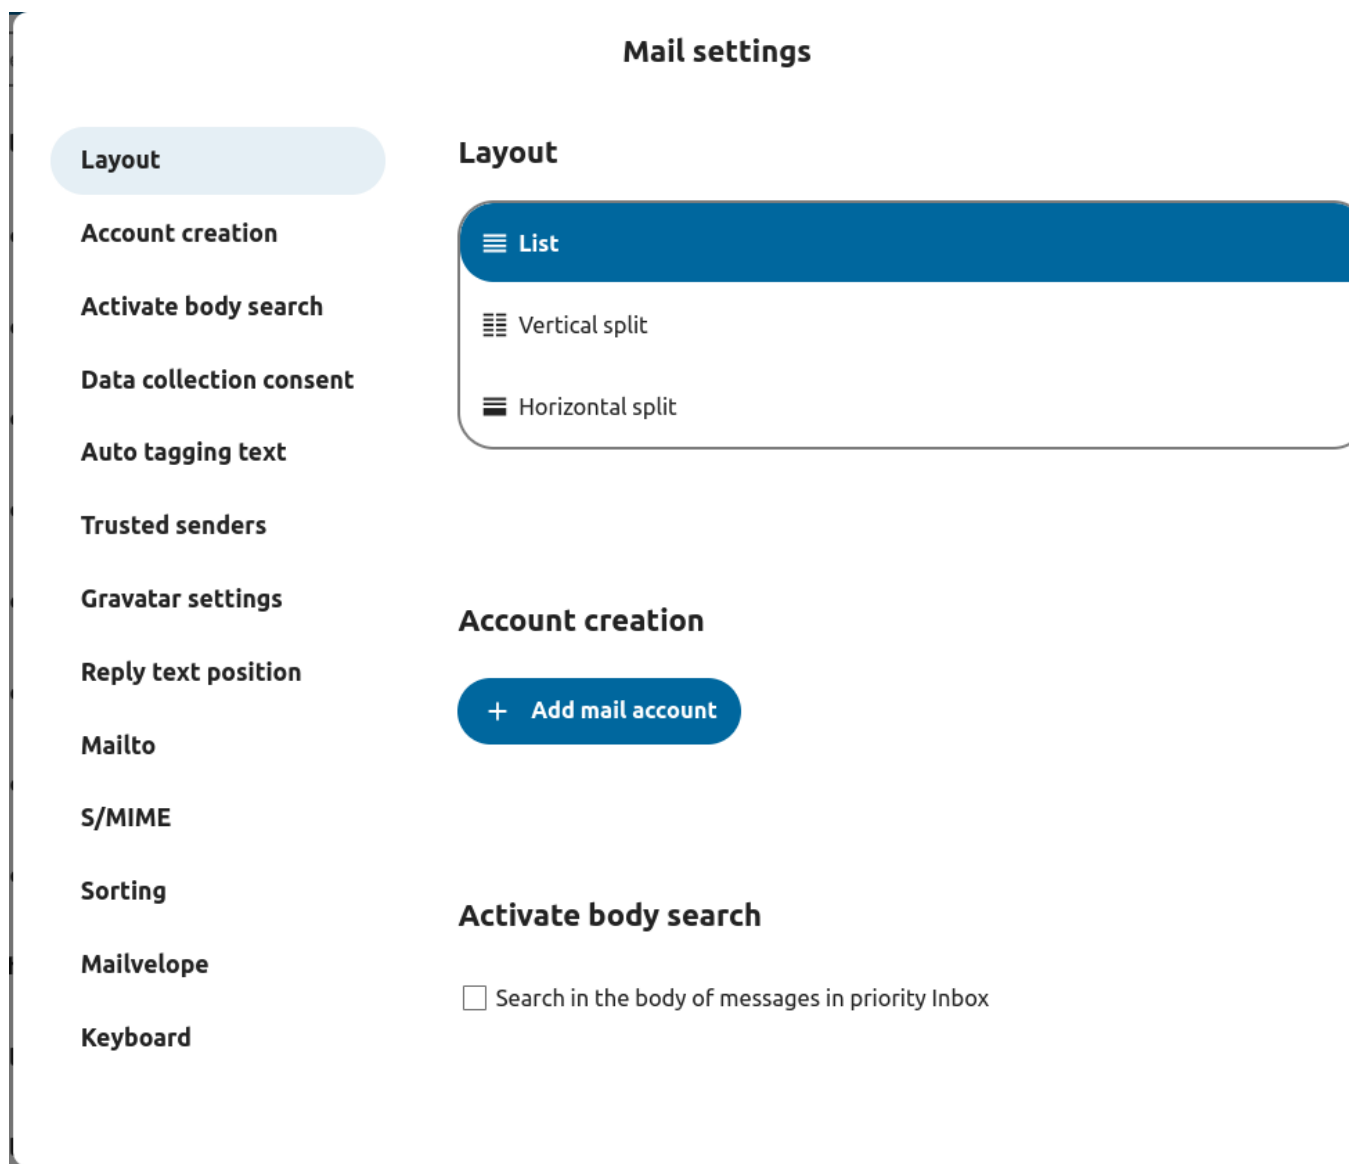 Mail settings
Layout
Account creation
Activate body search
Data collection consent
Auto tagging text
Trusted senders
Gravatar settings
Reply text position
Mailto
S/MIME
Sorting
Mailvelope
Keyboard
Layout
List
Vertical split
Horizontal split
Account creation
+ Add mail account
Activate body search
Search in the body of messages in priority Inbox